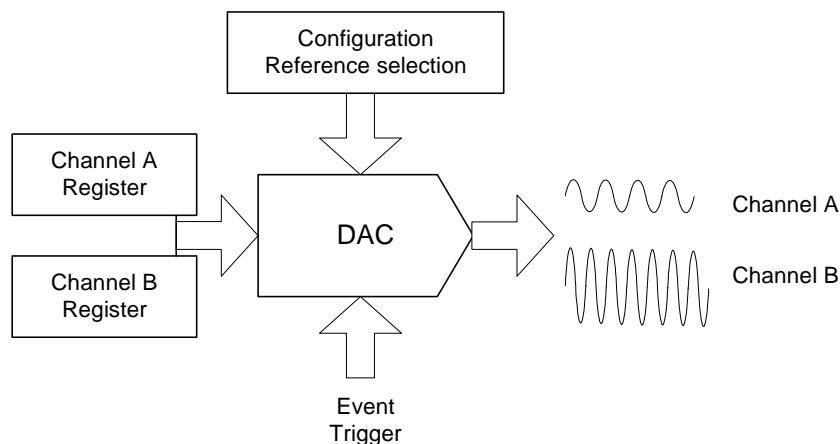 Configuration
Reference selection
Channel A
Register
Channel B
Register
DAC
Channel A
Channel B
Event
Trigger